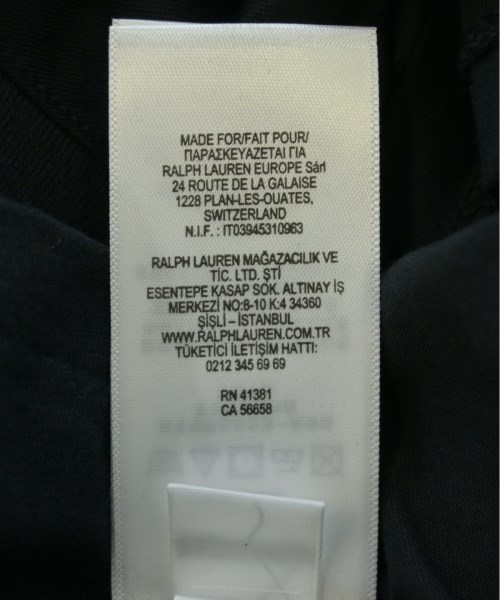 MADE FOR/FAIT POUR/
ΠΑΡΑΣΚΕΥΑΖΕΤΑΙ ΓΙΑ
RALPH LAUREN EUROPE Sárl
24 ROUTE DE LA GALAISE
1228 PLAN-LES-OUATES,
SWITZERLAND
N.I.F. : IT03945310963
RALPH LAUREN MAĞAZACILIK VE
TİC. LTD. ŞTİ
ESENTEPE KASAP SOK. ALTINAY İŞ
MERKEZİ NO:8-10 K:4 34360
ŞİŞLİ – İSTANBUL
WWW.RALPHLAUREN.COM.TR
TÜKETİCİ İLETİŞİM HATTI:
0212 345 69 69
RN 41381
CA 56658